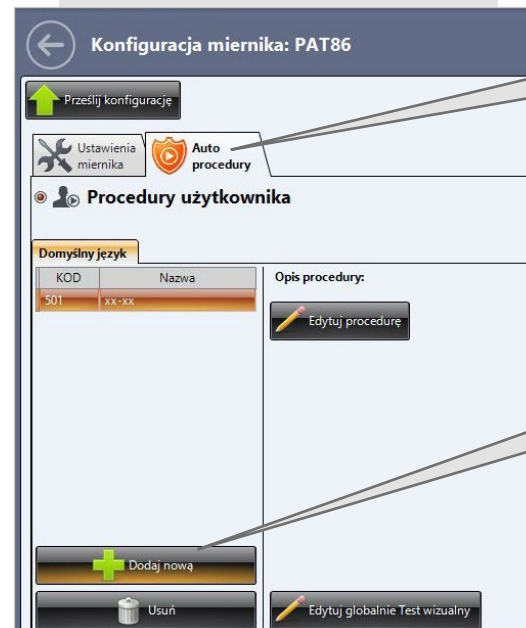 Konfiguracja miernika: PAT86
Prześlij konfigurację
Ustawienia
miernika
Auto
procedury
Procedury użytkownika
Domyślny język
KOD Nazwa
501 xx-xx
Opis procedury:
Edytuj procedurę
Dodaj nową
Usuń
Edytuj globalnie Test wizualny